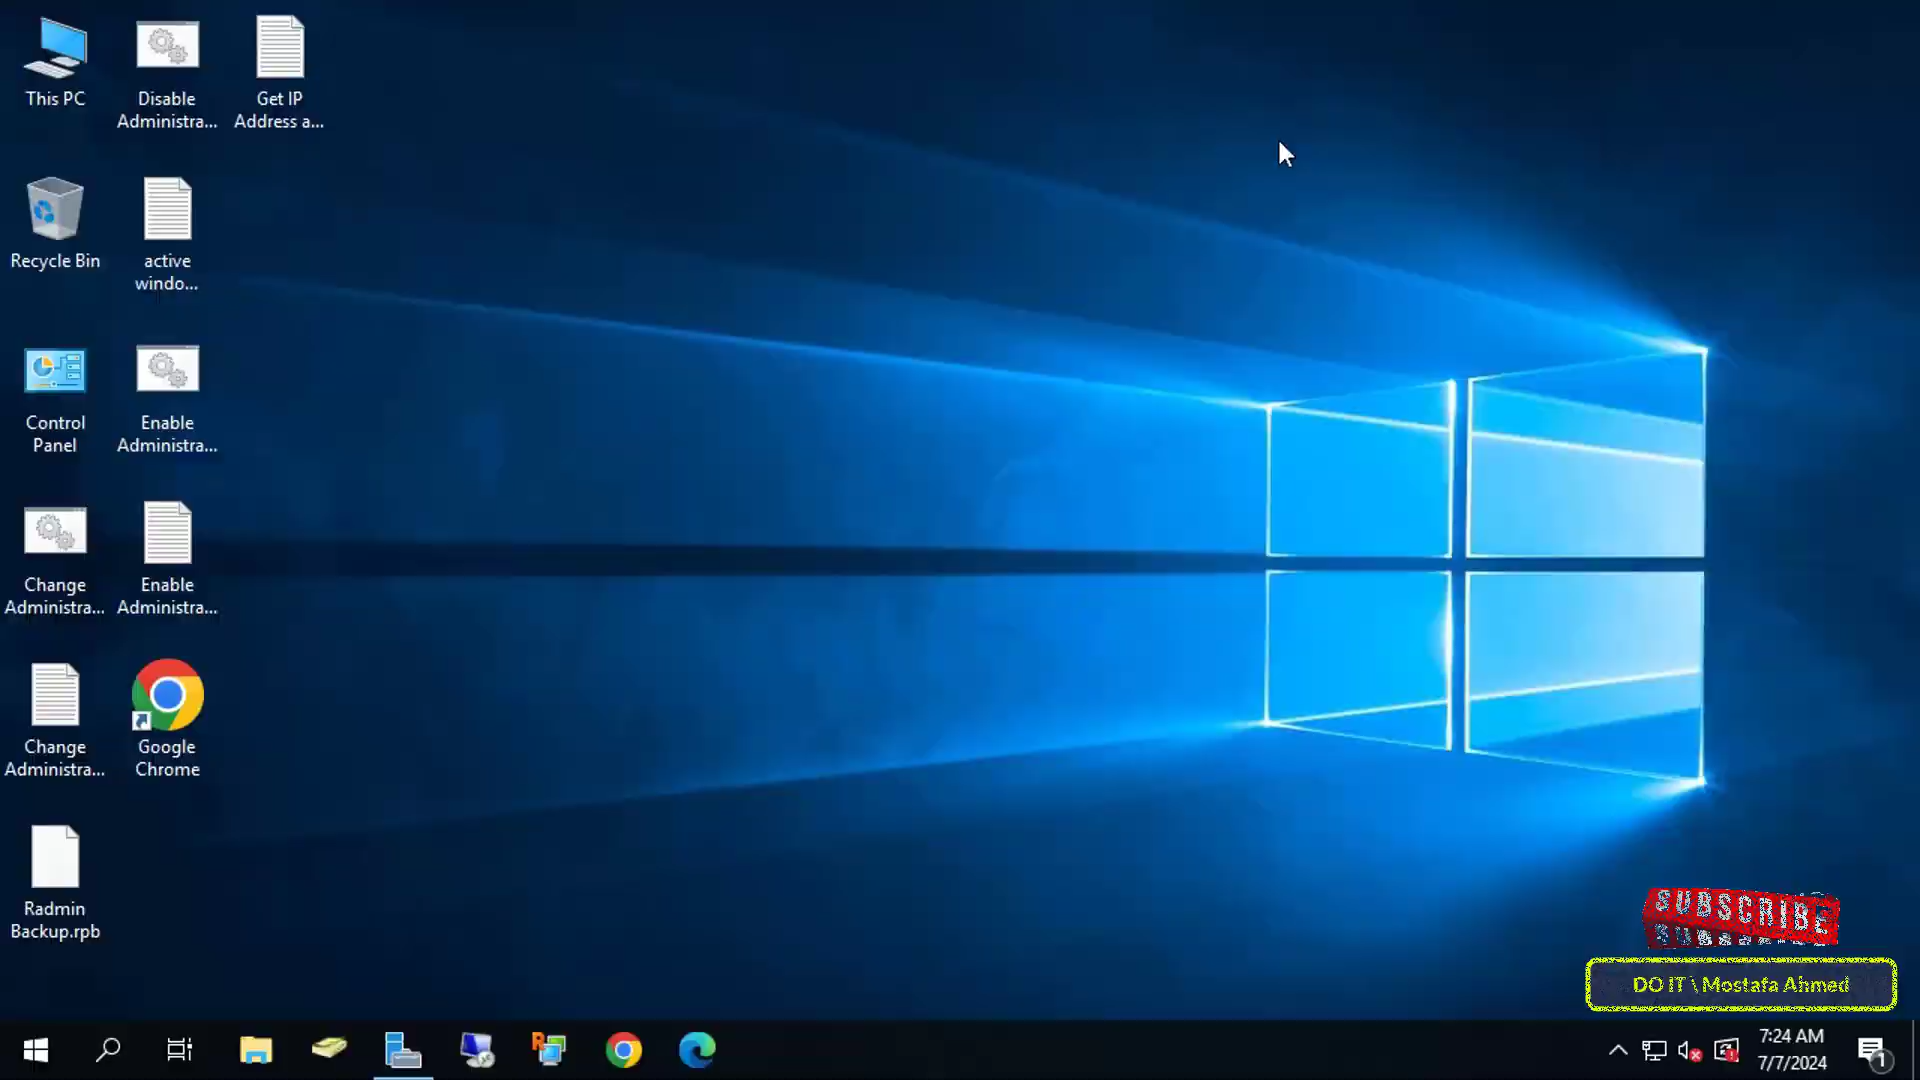 This PC
Disable
Administra...
Get IP
Address a...
Recycle Bin
active
windo...
Control
Panel
Enable
Administra...
Change
Administra...
Enable
Administra...
Change
Administra...
Google
Chrome
Radmin
Backup.rpb
SUBSCRIBE
DO IT \ Mostafa Ahmed
7:24 AM
7/7/2024
1